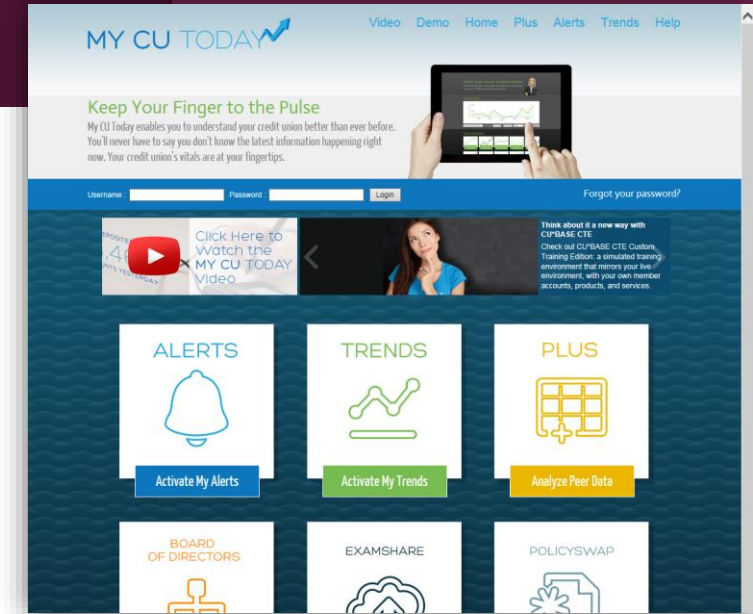 MY CU TODAY
Video Demo Home Plus Alerts Trends Help
Keep Your Finger to the Pulse
My CU Today enables you to understand your credit union better than ever before.
You'll never have to say you don't know the latest information happening right
now. Your credit union's vitals are at your fingertips.
Username : Password : Login Forgot your password?
Click Here to
Watch the
MY CU TODAY
Video
Think about it a new way with
CU*BASE CTE
Check out CU*BASE CTE Custom
Training Edition: a simulated training
environment that mirrors your live
environment, with your own member
accounts, products, and services.
ALERTS
Activate My Alerts
TRENDS
Activate My Trends
PLUS
Analyze Peer Data
BOARD
OF DIRECTORS
EXAMSHARE
POLICYSWAP